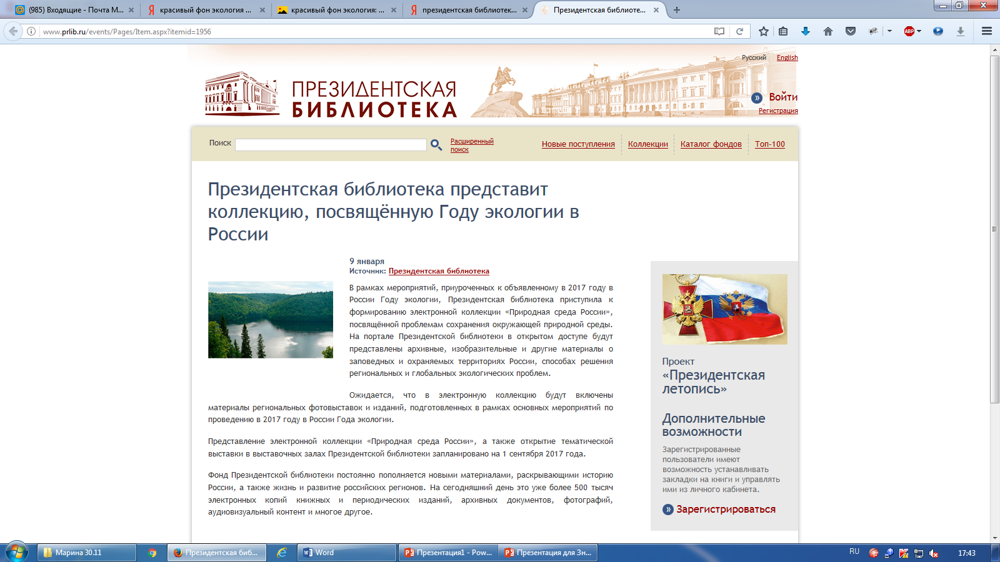 (985) Входящие - Почта М...
красивый фон экология ...
красивый фон экология: ...
президентская библиотек...
Президентская библиоте...
www.prlib.ru/events/Pages/Item.aspx?itemid=1956
ABP
Русский English
ПРЕЗИДЕНТСКАЯ
БИБЛИОТЕКА
Войти
Регистрация
Поиск
Расширенный
поиск
Новые поступления
Коллекции
Каталог фондов
Топ-100
Президентская библиотека представит
коллекцию, посвящённую Году экологии в
России
9 января
Источник: Президентская библиотека
В рамках мероприятий, приуроченных к объявленному в 2017 году в
России Году экологии, Президентская библиотека приступила к
формированию электронной коллекции «Природная среда России»,
посвящённой проблемам сохранения окружающей природной среды.
На портале Президентской библиотеки в открытом доступе будут
представлены архивные, изобразительные и другие материалы о
заповедных и охраняемых территориях России, способах решения
региональных и глобальных экологических проблем.
Ожидается, что в электронную коллекцию будут включены
материалы региональных фотовыставок и изданий, подготовленных в рамках основных мероприятий по
проведению в 2017 году в России Года экологии.
Представление электронной коллекции «Природная среда России», а также открытие тематической
выставки в выставочных залах Президентской библиотеки запланировано на 1 сентября 2017 года.
Фонд Президентской библиотеки постоянно пополняется новыми материалами, раскрывающими историю
России, а также жизнь и развитие российских регионов. На сегодняшний день это уже более 500 тысяч
электронных копий книжных и периодических изданий, архивных документов, фотографий,
аудиовизуальный контент и многое другое.
Проект
«Президентская
летопись»
Дополнительные
возможности
Зарегистрированные
пользователи имеют
возможность устанавливать
закладки на книги и управлять
ими из личного кабинета.
Зарегистрироваться
Марина 30.11
Президентская биб...
Word
Презентация1 - Pow...
Презентация для Зн...
RU
17:43